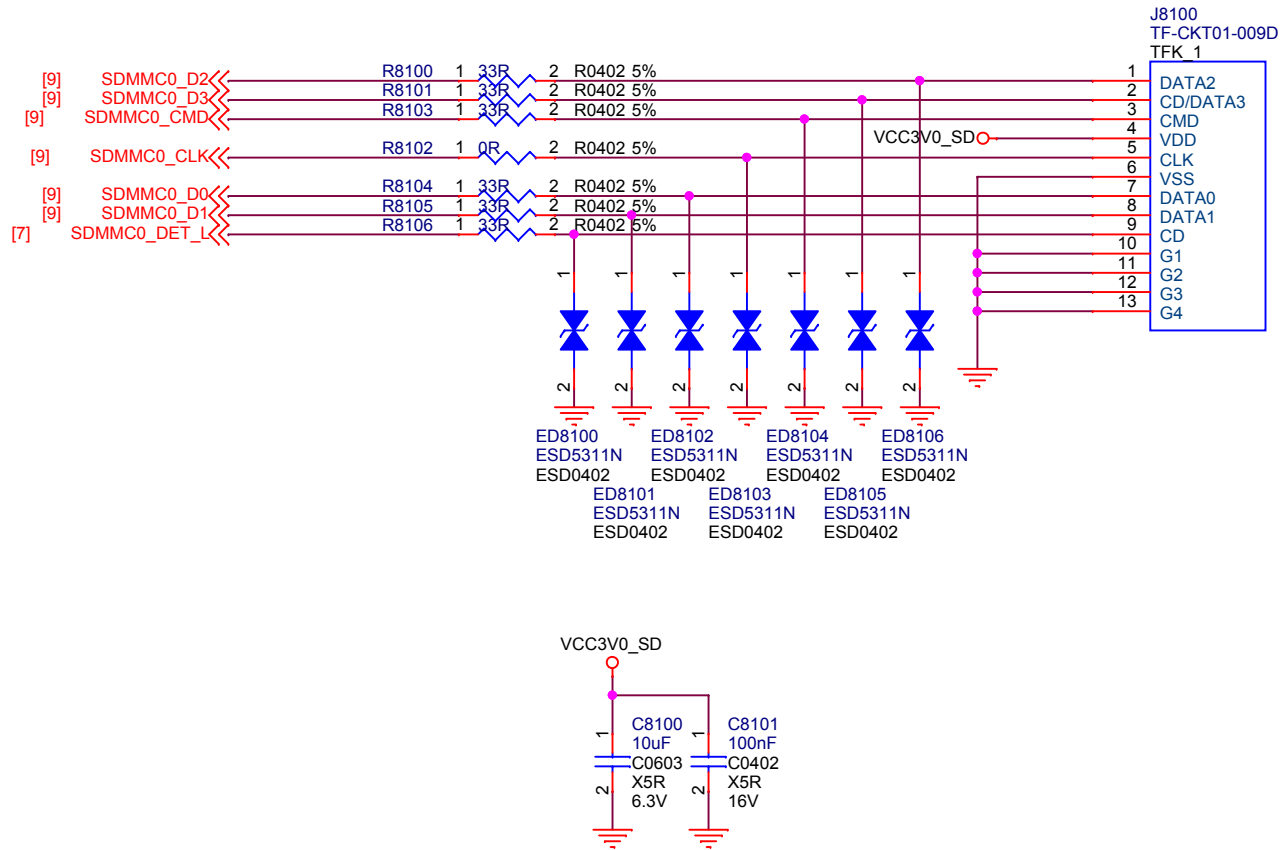 J8100
TF-CKT01-009D
TFK_1
[9] SDMMC0_D2 R8100 1 33R 2 R0402 5% 1 DATA2
[9] SDMMC0_D3 R8101 1 33R 2 R0402 5% 2 CD/DATA3
[9] SDMMC0_CMD R8103 1 33R 2 R0402 5% 3 CMD
VCC3V0_SD 4 VDD
[9] SDMMC0_CLK R8102 1 0R 2 R0402 5% 5 CLK
6 VSS
[9] SDMMC0_D0 R8104 1 33R 2 R0402 5% 7 DATA0
[9] SDMMC0_D1 R8105 1 33R 2 R0402 5% 8 DATA1
[7] SDMMC0_DET_L R8106 1 33R 2 R0402 5% 9 CD
10 G1
11 G2
12 G3
13 G4
1 1 1 1 1 1 1
2 2 2 2 2 2 2
ED8100 ED8102 ED8104 ED8106
ESD5311N ESD5311N ESD5311N ESD5311N
ESD0402 ESD0402 ESD0402 ESD0402
ED8101 ED8103 ED8105
ESD5311N ESD5311N ESD5311N
ESD0402 ESD0402 ESD0402
VCC3V0_SD
1 C8100 1 C8101
10uF 100nF
C0603 C0402
2 X5R 2 X5R
6.3V 16V